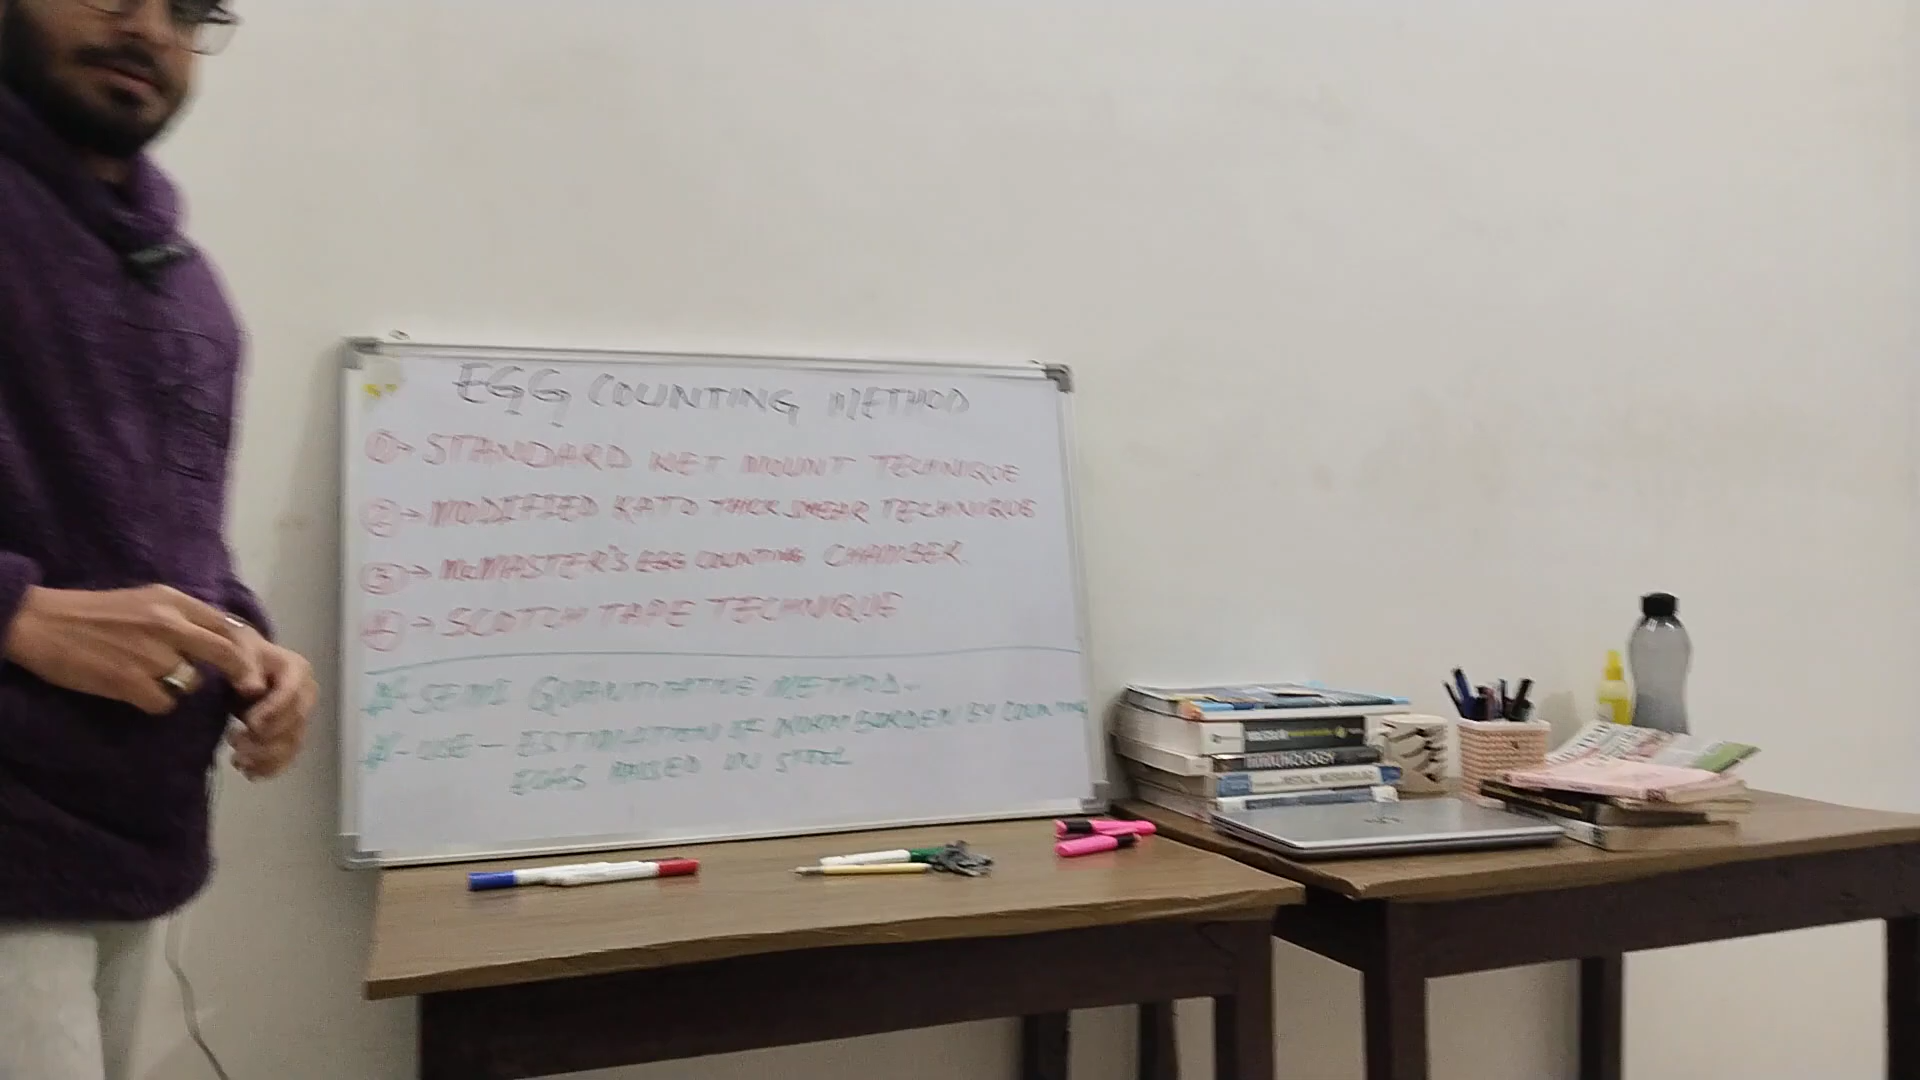 EGG COUNTING METHOD
① → STANDARD WET MOUNT TECHNIQUE
② → MODIFIED KATO THICK SMEAR TECHNIQUE
③ → McMASTER'S EGG COUNTING CHAMBER.
④ → SCOTCH TAPE TECHNIQUE
SEMI QUANTITATIVE METHOD-
USE - ESTIMATION OF WORM BURDEN BY COUNTING
EGGS PASSED IN STOOL
IMMUNOLOGY